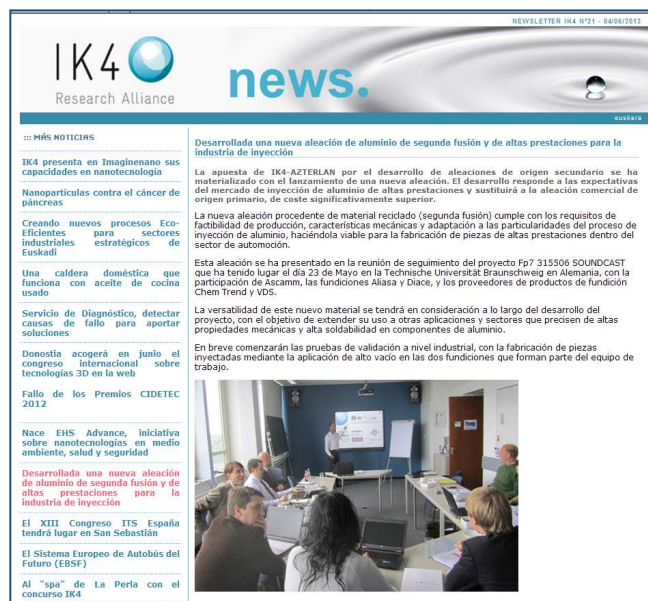 NEWSLETTER IK4 Nº21 - 04/06/2013
IK4
Research Alliance
news.
euskera
::: MÁS NOTICIAS
IK4 presenta en Imaginenano sus
capacidades en nanotecnología
Nanopartículas contra el cáncer de
páncreas
Creando nuevos procesos Eco-
Eficientes para sectores
industriales estratégicos de
Euskadi
Una caldera doméstica que
funciona con aceite de cocina
usado
Servicio de Diagnóstico, detectar
causas de fallo para aportar
soluciones
Donostia acogerá en junio el
congreso internacional sobre
tecnologías 3D en la web
Fallo de los Premios CIDETEC
2012
Nace EHS Advance, iniciativa
sobre nanotecnologías en medio
ambiente, salud y seguridad
Desarrollada una nueva aleación
de aluminio de segunda fusión y de
altas prestaciones para la
industria de inyección
El XIII Congreso ITS España
tendrá lugar en San Sebastián
El Sistema Europeo de Autobús del
Futuro (EBSF)
Al "spa" de La Perla con el
concurso IK4
Desarrollada una nueva aleación de aluminio de segunda fusión y de altas prestaciones para la
industria de inyección
La apuesta de IK4-AZTERLAN por el desarrollo de aleaciones de origen secundario se ha
materializado con el lanzamiento de una nueva aleación. El desarrollo responde a las expectativas
del mercado de inyección de aluminio de altas prestaciones y sustituirá a la aleación comercial de
origen primario, de coste significativamente superior.
La nueva aleación procedente de material reciclado (segunda fusión) cumple con los requisitos de
factibilidad de producción, características mecánicas y adaptación a las particularidades del proceso de
inyección de aluminio, haciéndola viable para la fabricación de piezas de altas prestaciones dentro del
sector de automoción.
Esta aleación se ha presentado en la reunión de seguimiento del proyecto Fp7 315506 SOUNDCAST
que ha tenido lugar el día 23 de Mayo en la Technische Universität Braunschweig en Alemania, con la
participación de Ascamm, las fundiciones Aliasa y Diace, y los proveedores de productos de fundición
Chem Trend y VDS.
La versatilidad de este nuevo material se tendrá en consideración a lo largo del desarrollo del
proyecto, con el objetivo de extender su uso a otras aplicaciones y sectores que precisen de altas
propiedades mecánicas y alta soldabilidad en componentes de aluminio.
En breve comenzarán las pruebas de validación a nivel industrial, con la fabricación de piezas
inyectadas mediante la aplicación de alto vacío en las dos fundiciones que forman parte del equipo de
trabajo.